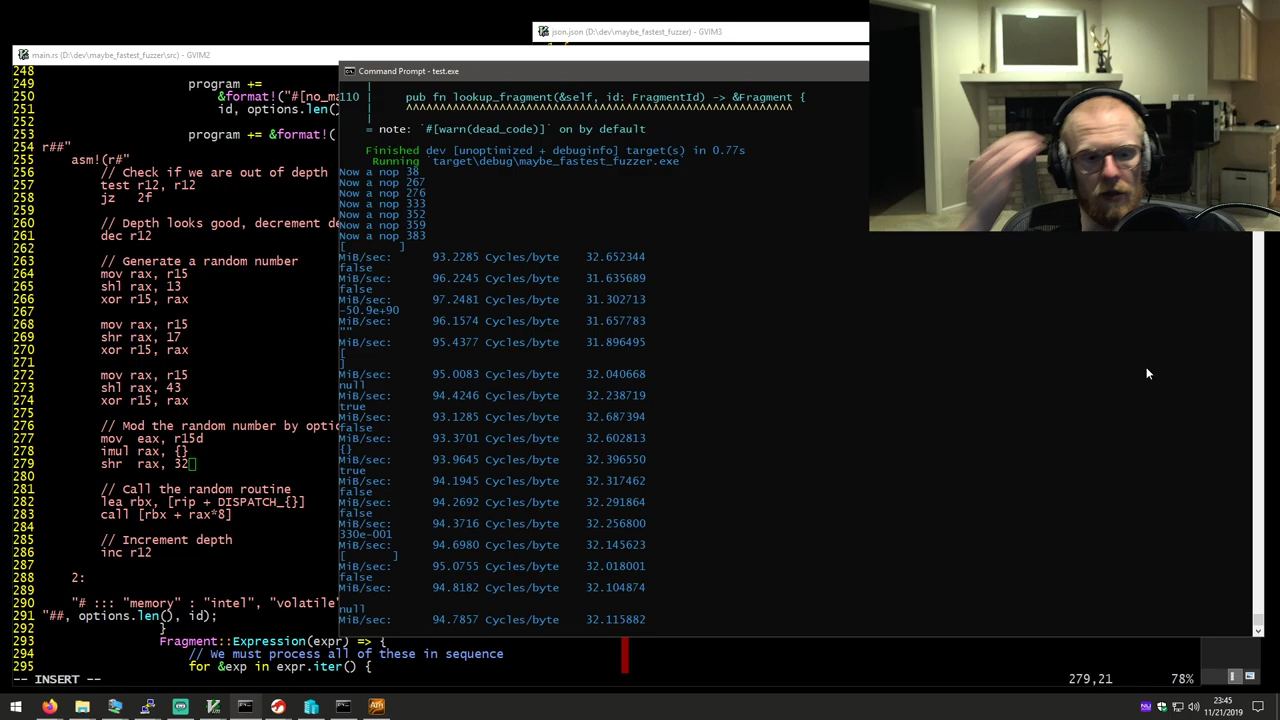 json.json (D:\dev\maybe_fastest_fuzzer) - GVIM3
main.rs (D:\dev\maybe_fastest_fuzzer\src) - GVIM2
248
249 program +=
250 &format!("#[no_ma
251 id, options.len()
252
253 program += &format!(
254 r##"
255 asm!(r#"
256 // Check if we are out of depth
257 test r12, r12
258 jz 2f
259
260 // Depth looks good, decrement de
261 dec r12
262
263 // Generate a random number
264 mov rax, r15
265 shl rax, 13
266 xor r15, rax
267
268 mov rax, r15
269 shr rax, 17
270 xor r15, rax
271
272 mov rax, r15
273 shl rax, 43
274 xor r15, rax
275
276 // Mod the random number by optio
277 mov eax, r15d
278 imul rax, {}
279 shr rax, 32
280
281 // Call the random routine
282 lea rbx, [rip + DISPATCH_{}]
283 call [rbx + rax*8]
284
285 // Increment depth
286 inc r12
287
288 2:
289
290 "# ::: "memory" : "intel", "volatile"
291 "##, options.len(), id);
292 }
293 Fragment::Expression(expr) => {
294 // We must process all of these in sequence
295 for &exp in expr.iter() {
-- INSERT --
279,21
78%
Command Prompt - test.exe
|
110 | pub fn lookup_fragment(&self, id: FragmentId) -> &Fragment {
| ^^^^^^^^^^^^^^^^^^^^^^^^^^^^^^^^^^^^^^^^^^^^^^^^^^^^^^^^^^
|
= note: `#[warn(dead_code)]` on by default
Finished dev [unoptimized + debuginfo] target(s) in 0.77s
Running `target\debug\maybe_fastest_fuzzer.exe`
Now a nop 38
Now a nop 267
Now a nop 276
Now a nop 333
Now a nop 352
Now a nop 359
Now a nop 383
[ ]
MiB/sec: 93.2285 Cycles/byte 32.652344
false
MiB/sec: 96.2245 Cycles/byte 31.635689
false
MiB/sec: 97.2481 Cycles/byte 31.302713
-50.9e+90
MiB/sec: 96.1574 Cycles/byte 31.657783
""
MiB/sec: 95.4377 Cycles/byte 31.896495
[
]
MiB/sec: 95.0083 Cycles/byte 32.040668
null
MiB/sec: 94.4246 Cycles/byte 32.238719
true
MiB/sec: 93.1285 Cycles/byte 32.687394
false
MiB/sec: 93.3701 Cycles/byte 32.602813
{}
MiB/sec: 93.9645 Cycles/byte 32.396550
true
MiB/sec: 94.1945 Cycles/byte 32.317462
false
MiB/sec: 94.2692 Cycles/byte 32.291864
false
MiB/sec: 94.3716 Cycles/byte 32.256800
330e-001
MiB/sec: 94.6980 Cycles/byte 32.145623
[ ]
MiB/sec: 95.0755 Cycles/byte 32.018001
false
MiB/sec: 94.8182 Cycles/byte 32.104874
null
MiB/sec: 94.7857 Cycles/byte 32.115882
23:45
11/21/2019